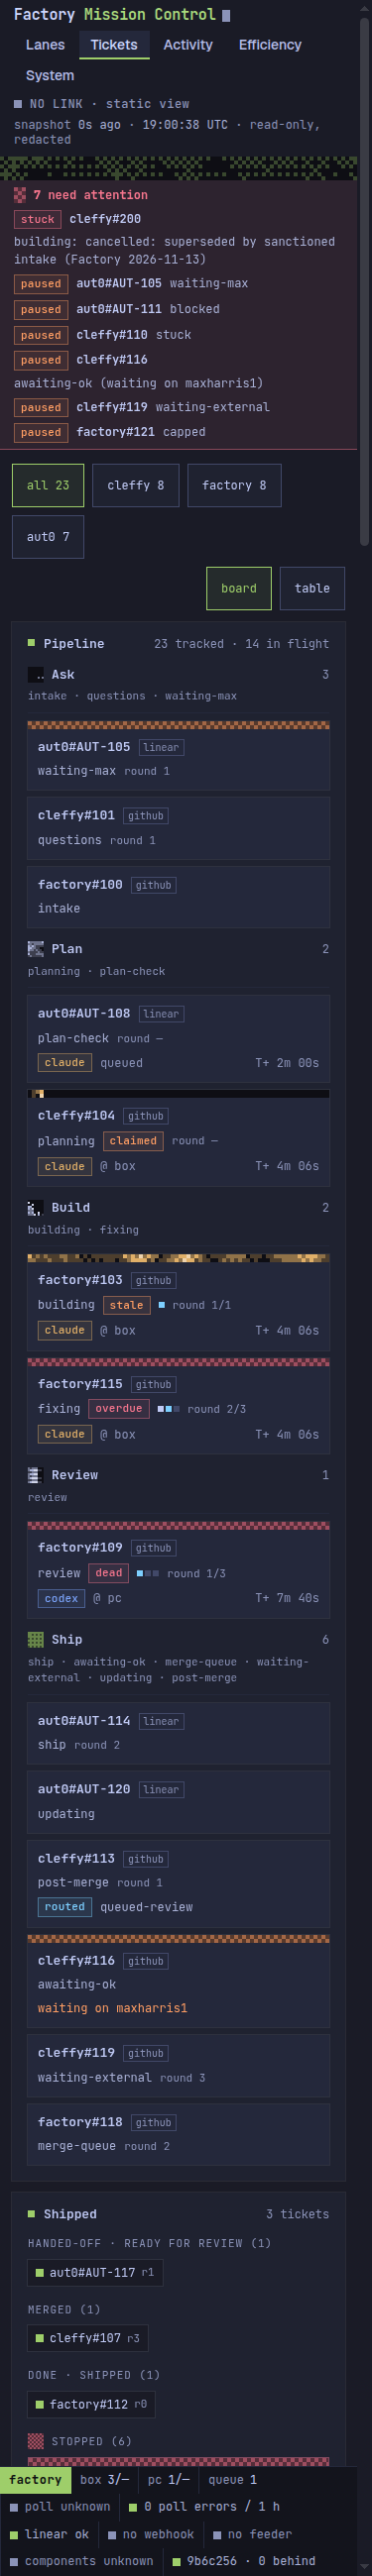 Factory Mission Control
Lanes Tickets Activity Efficiency
System
NO LINK · static view
snapshot 0s ago · 19:00:38 UTC · read-only,
redacted
7 need attention
stuck cleffy#200
building: cancelled: superseded by sanctioned
intake (Factory 2026-11-13)
paused aut0#AUT-105 waiting-max
paused aut0#AUT-111 blocked
paused cleffy#110 stuck
paused cleffy#116
awaiting-ok (waiting on maxharris1)
paused cleffy#119 waiting-external
paused factory#121 capped
all 23 cleffy 8 factory 8
aut0 7
board table
Pipeline 23 tracked · 14 in flight
Ask 3
intake · questions · waiting-max
aut0#AUT-105 linear
waiting-max round 1
cleffy#101 github
questions round 1
factory#100 github
intake
Plan 2
planning · plan-check
aut0#AUT-108 linear
plan-check round —
claude queued T+ 2m 00s
cleffy#104 github
planning claimed round —
claude @ box T+ 4m 06s
Build 2
building · fixing
factory#103 github
building stale round 1/1
claude @ box T+ 4m 06s
factory#115 github
fixing overdue round 2/3
claude @ box T+ 4m 06s
Review 1
review
factory#109 github
review dead round 1/3
codex @ pc T+ 7m 40s
Ship 6
ship · awaiting-ok · merge-queue · waiting-
external · updating · post-merge
aut0#AUT-114 linear
ship round 2
aut0#AUT-120 linear
updating
cleffy#113 github
post-merge round 1
routed queued-review
cleffy#116 github
awaiting-ok
waiting on maxharris1
cleffy#119 github
waiting-external round 3
factory#118 github
merge-queue round 2
Shipped 3 tickets
HANDED-OFF · READY FOR REVIEW (1)
aut0#AUT-117 r1
MERGED (1)
cleffy#107 r3
DONE · SHIPPED (1)
factory#112 r0
STOPPED (6)
factory box 3/— pc 1/— queue 1
poll unknown 0 poll errors / 1 h
linear ok no webhook no feeder
components unknown 9b6c256 · 0 behind